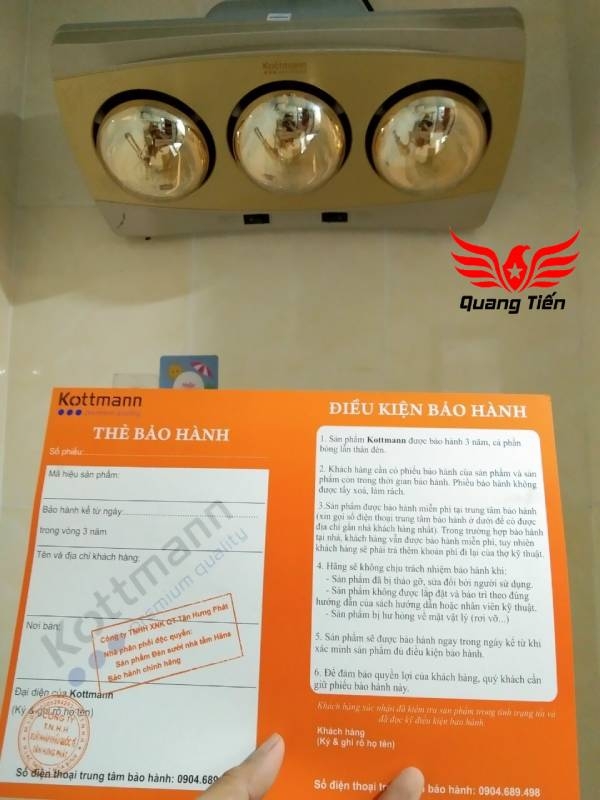 Kottmann
Quang Tiến
Kottmann
premium quality
THẺ BẢO HÀNH
Số phiếu:
Mã hiệu sản phẩm:
Bảo hành kể từ ngày:
trong vòng 3 năm
Tên và địa chỉ khách hàng:
Kottmann
premium quality
Nơi bán:
Công ty TNHH XNK QT-Tân Hưng Phát
Nhà phân phối độc quyền:
Sản phẩm Đèn sưởi nhà tắm Hãns
Bảo hành chính hãng
Đại diện của Kottmann
(Ký & ghi rõ họ tên)
CÔNG TY
T.N.H.H
XUẤT NHẬP KHẨU QUỐC TẾ
TÂN HƯNG PHÁT
Số điện thoại trung tâm bảo hành: 0904.689
ĐIỀU KIỆN BẢO HÀNH
1. Sản phẩm Kottmann được bảo hành 3 năm, cả phần
bóng lẫn thân đèn.
2. Khách hàng cần có phiếu bảo hành của sản phẩm và sản
phẩm còn trong thời gian bảo hành. Phiếu bảo hành không
được tẩy xoá, làm rách.
3.Sản phẩm được bảo hành miễn phí tại trung tâm bảo hành
(xin gọi số điện thoại trung tâm bảo hành ở dưới để có được
địa chỉ gần nhà khách hàng nhất). Trong trường hợp bảo hành
tại nhà, khách hàng vẫn được bảo hành miễn phí, tuy nhiên
khách hàng sẽ phải trả thêm khoản phí đi lại của thợ kỹ thuật.
4. Hãng sẽ không chịu trách nhiệm bảo hành khi:
- Sản phẩm đã bị tháo gỡ, sửa đổi bởi người sử dụng.
- Sản phẩm không được lắp đặt và bảo trì theo đúng
hướng dẫn của sách hướng dẫn hoặc nhân viên kỹ thuật.
- Sản phẩm bị hư hỏng về mặt vật lý (rơi vỡ...)
5. Sản phẩm sẽ được bảo hành ngay trong ngày kể từ khi
xác minh sản phẩm đủ điều kiện bảo hành.
6. Để đảm bảo quyền lợi của khách hàng, quý khách cần
giữ phiếu bảo hành này.
Khách hàng xác nhận đã kiểm tra sản phẩm trong tình trạng tốt và
đã đọc kỹ điều kiện bảo hành
Khách hàng
(Ký & ghi rõ họ tên)
Số điện thoại trung tâm bảo hành: 0904.689.498